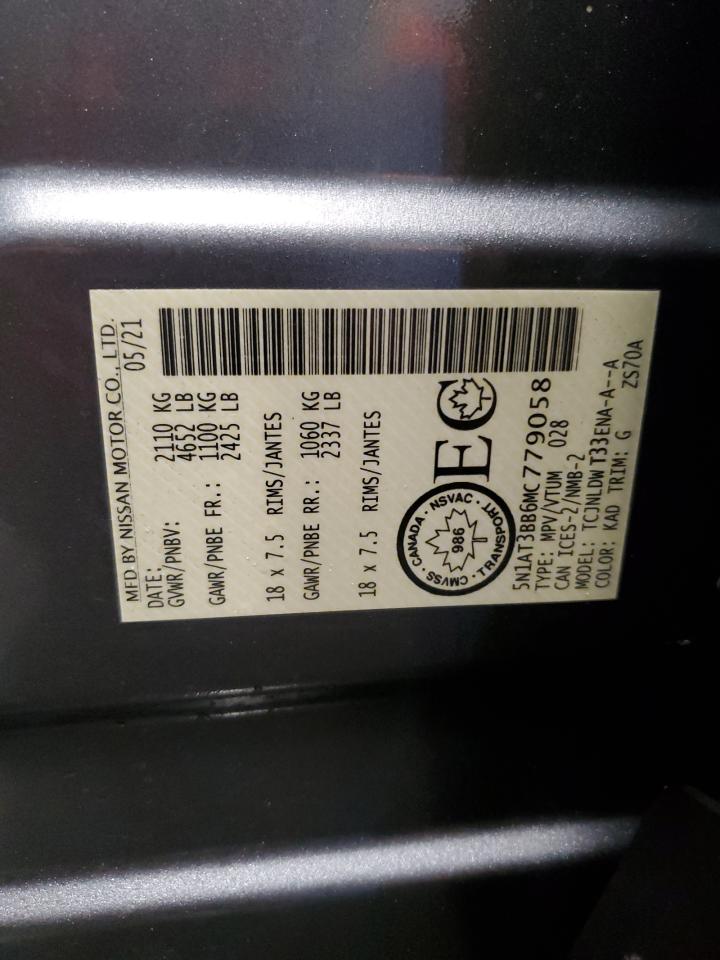 MFD BY NISSAN MOTOR CO., LTD.
DATE: 05/21
GVWR/PNBV: 2110 KG
4652 LB
GAWR/PNBE FR.: 1100 KG
2425 LB
18 x 7.5 RIMS/JANTES
GAWR/PNBE RR.: 1060 KG
2337 LB
18 x 7.5 RIMS/JANTES
CANADA · NSVAC · TRANSPORT · CMVSS
986
EC
5N1AT3BB6MC779058
TYPE: MPV/VTUM 028
CAN ICES-2/NMB-2
MODEL: TCJNLDWT33ENA-A--A
COLOR: KAD TRIM: G ZS70A